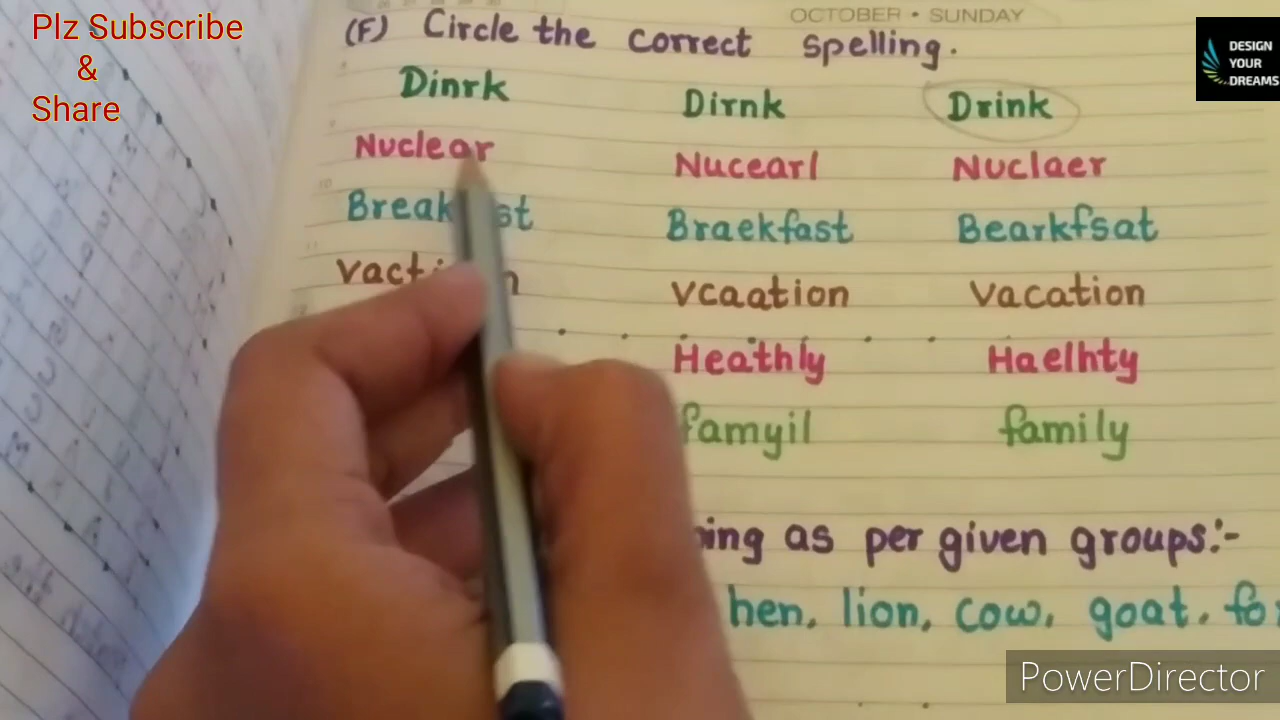 Plz Subscribe
&
Share
OCTOBER • SUNDAY
DESIGN
YOUR
DREAMS
(F) Circle the correct spelling.
Dinrk Dirnk Drink
Nuclear Nucearl Nuclaer
Braekfast Bearkfsat
vcaation vacation
Heathly Haelhty
famyil family
as per given groups:-
hen, lion, cow, goat,
PowerDirector